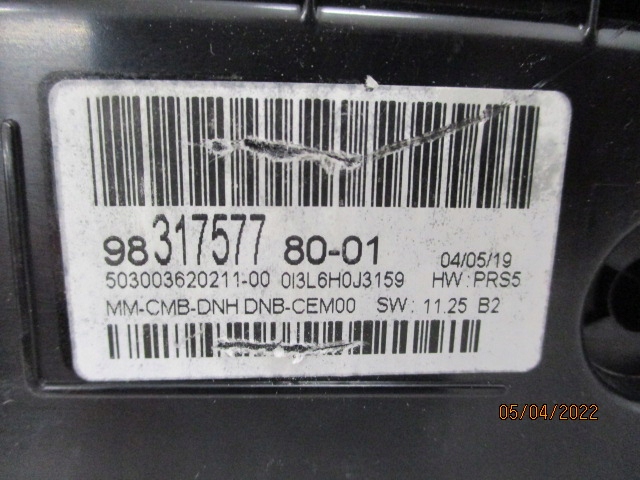 98 317577 80-01 04/05/19
503003620211-00 0I3L6H0J3159 HW: PRS5
MM-CMB-DNH DNB-CEM00 SW: 11.25 B2
05/04/2022